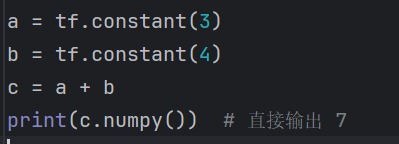 a = tf.constant(3)
b = tf.constant(4)
c = a + b
print(c.numpy())  # 直接输出 7